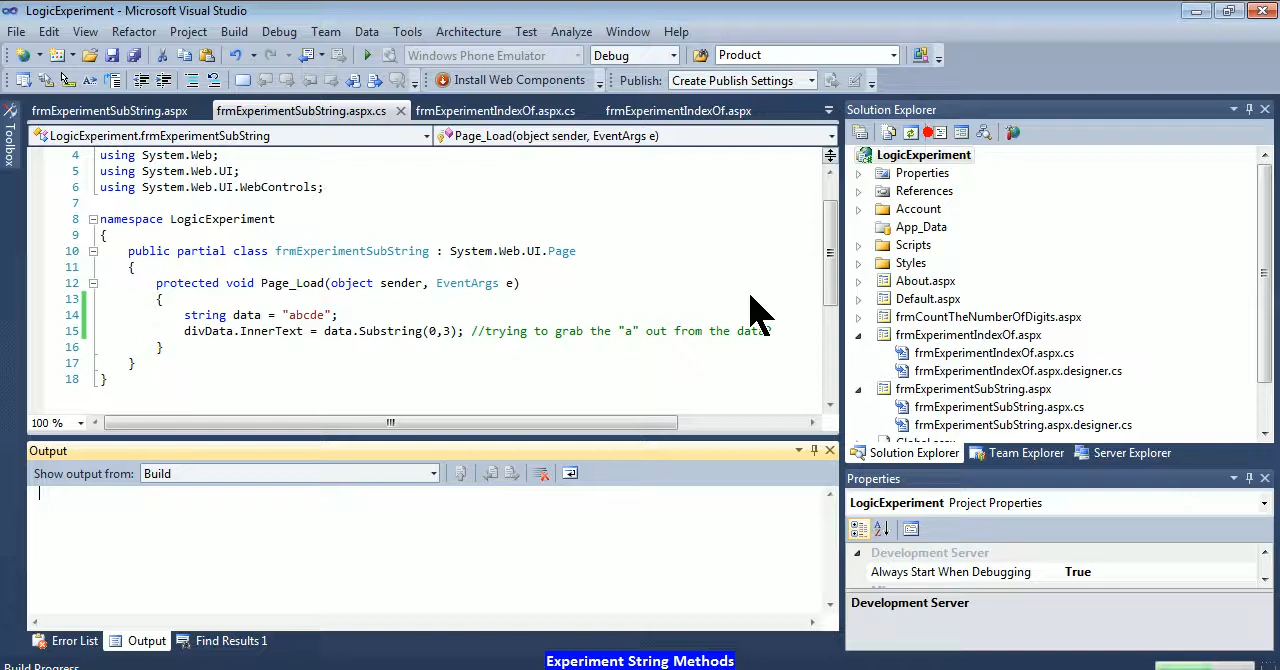 LogicExperiment - Microsoft Visual Studio
File Edit View Refactor Project Build Debug Team Data Tools Architecture Test Analyze Window Help
Windows Phone Emulator Debug Product
Install Web Components Publish: Create Publish Settings
Toolbox
frmExperimentSubString.aspx frmExperimentSubString.aspx.cs frmExperimentIndexOf.aspx.cs frmExperimentIndexOf.aspx
LogicExperiment.frmExperimentSubString Page_Load(object sender, EventArgs e)
4 using System.Web;
5 using System.Web.UI;
6 using System.Web.UI.WebControls;
7
8 namespace LogicExperiment
9 {
10 public partial class frmExperimentSubString : System.Web.UI.Page
11 {
12 protected void Page_Load(object sender, EventArgs e)
13 {
14 string data = "abcde";
15 divData.InnerText = data.Substring(0,3); //trying to grab the "a" out from the data?
16 }
17 }
18 }
100 %
Output
Show output from: Build
Error List Output Find Results 1
Build Progress
Experiment String Methods
Solution Explorer
LogicExperiment
Properties
References
Account
App_Data
Scripts
Styles
About.aspx
Default.aspx
frmCountTheNumberOfDigits.aspx
frmExperimentIndexOf.aspx
frmExperimentIndexOf.aspx.cs
frmExperimentIndexOf.aspx.designer.cs
frmExperimentSubString.aspx
frmExperimentSubString.aspx.cs
frmExperimentSubString.aspx.designer.cs
Global.asax
Solution Explorer Team Explorer Server Explorer
Properties
LogicExperiment Project Properties
Development Server
Always Start When Debugging True
Development Server